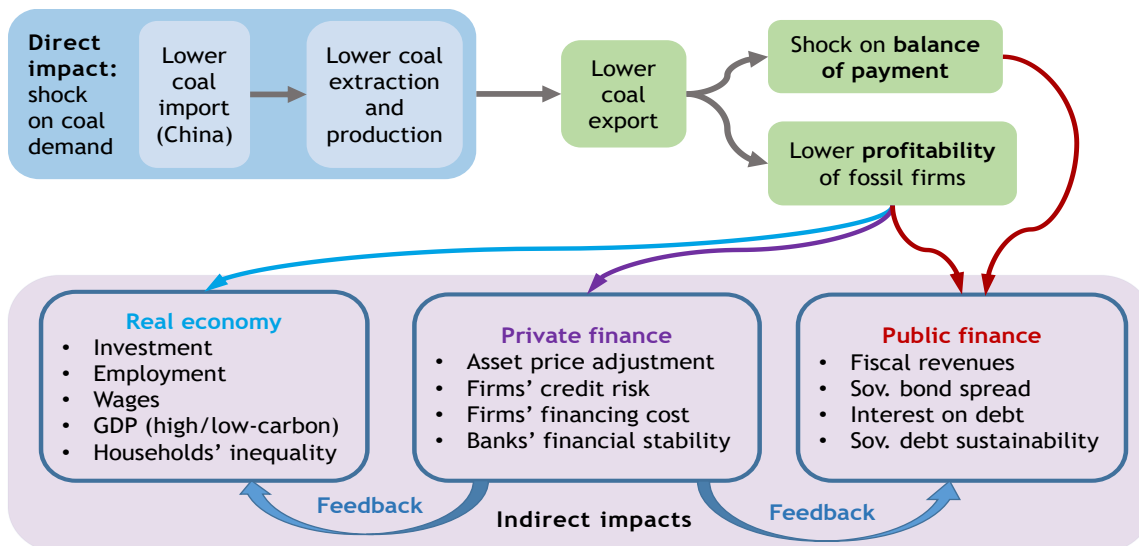 Direct
impact:
shock
on coal
demand
Lower
coal
import
(China)
Lower coal
extraction
and
production
Lower
coal
export
Shock on balance
of payment
Lower profitability
of fossil firms
Real economy
• Investment
• Employment
• Wages
• GDP (high/low-carbon)
• Households’ inequality
Private finance
• Asset price adjustment
• Firms’ credit risk
• Firms’ financing cost
• Banks’ financial stability
Public finance
• Fiscal revenues
• Sov. bond spread
• Interest on debt
• Sov. debt sustainability
Feedback
Indirect impacts
Feedback